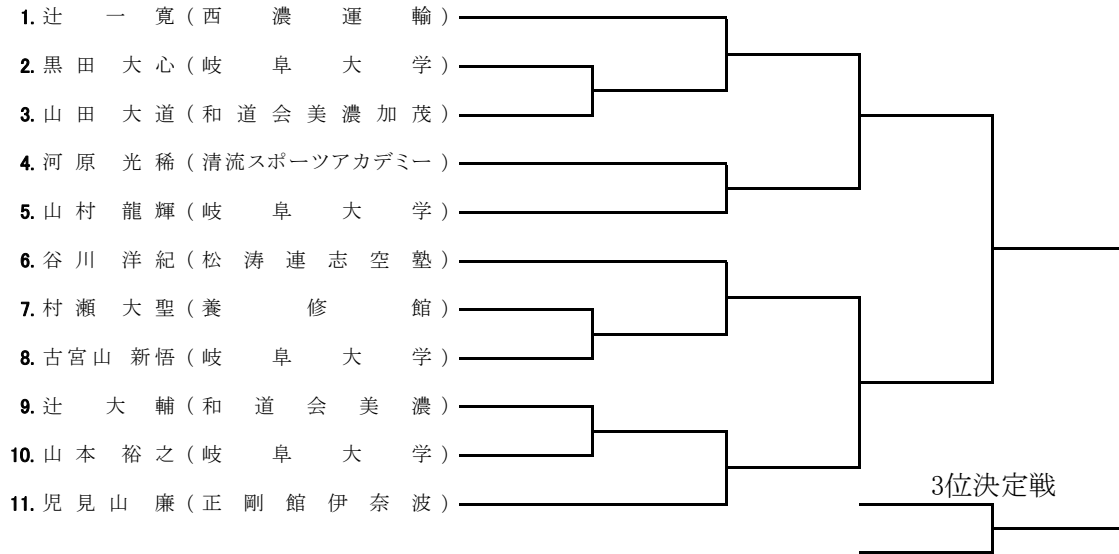 1. 辻 一 寛 ( 西 濃 運 輸 )
2. 黒 田 大 心 ( 岐 阜 大 学 )
3. 山 田 大 道 ( 和 道 会 美 濃 加 茂 )
4. 河 原 光 稀 ( 清流スポーツアカデミー )
5. 山 村 龍 輝 ( 岐 阜 大 学 )
6. 谷 川 洋 紀 ( 松 涛 連 志 空 塾 )
7. 村 瀬 大 聖 ( 養 修 館 )
8. 古宮山 新悟 ( 岐 阜 大 学 )
9. 辻 大 輔 ( 和 道 会 美 濃 )
10. 山 本 裕 之 ( 岐 阜 大 学 )
11. 児 見 山 廉 ( 正 剛 館 伊 奈 波 )
3位決定戦